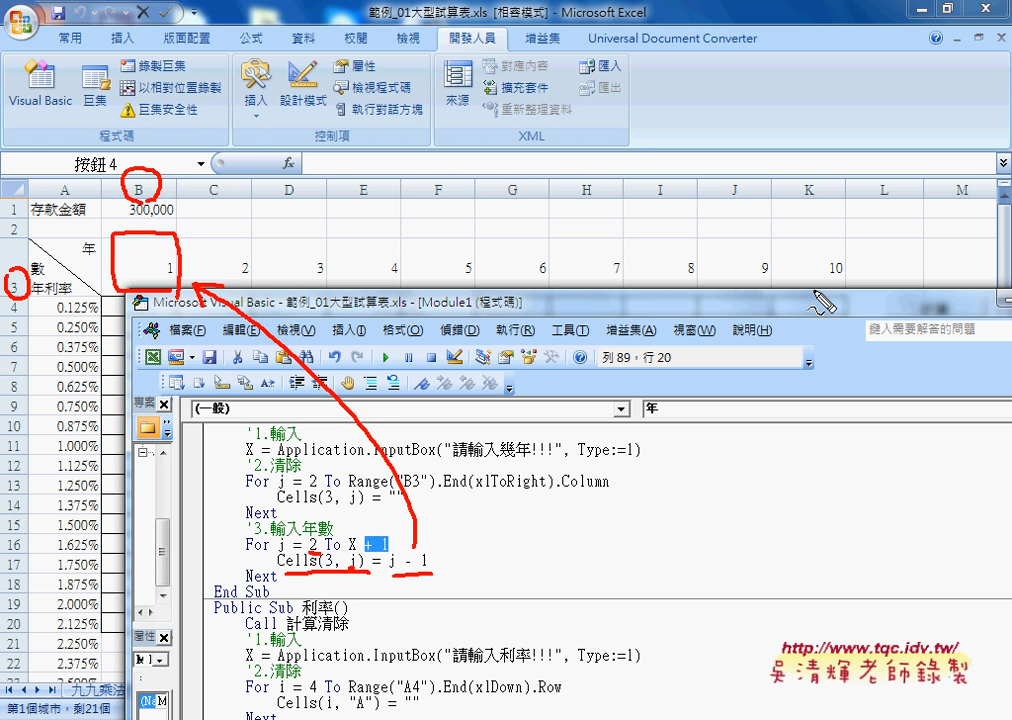 範例_01大型試算表.xls [相容模式] - Microsoft Excel
常用 插入 版面配置 公式 資料 校閱 檢視 開發人員 增益集 Universal Document Converter
Visual Basic 巨集 錄製巨集 以相對位置錄製 巨集安全性 程式碼
插入 設計模式 屬性 檢視程式碼 執行對話方塊 控制項
來源 對應內容 擴充套件 重新整理資料 匯入 匯出 XML
按鈕 4 fx
A B C D E F G H I J K L M
1 存款金額 300,000
2
年
數 1 2 3 4 5 6 7 8 9 10
3 年利率
4 0.125%
5 0.250%
6 0.375%
7 0.500%
8 0.625%
9 0.750%
10 0.875%
11 1.000%
12 1.125%
13 1.250%
14 1.375%
15 1.500%
16 1.625%
17 1.750%
18 1.875%
19 2.000%
20 2.125%
21 2.250%
22 2.375%
九九乘法
第1個城市，剩21個
Microsoft Visual Basic - 範例_01大型試算表.xls - [Module1 (程式碼)]
檔案(F) 編輯(E) 檢視(V) 插入(I) 格式(O) 偵錯(D) 執行(R) 工具(T) 增益集(A) 視窗(W) 說明(H) 鍵入需要解答的問題
列 89，行 20
專案
(一般) 年
屬性
'1.輸入
X = Application.InputBox("請輸入幾年!!!", Type:=1)
'2.清除
For j = 2 To Range("B3").End(xlToRight).Column
Cells(3, j) = ""
Next
'3.輸入年數
For j = 2 To X + 1
Cells(3, j) = j - 1
Next
End Sub
Public Sub 利率()
Call 計算清除
'1.輸入
X = Application.InputBox("請輸入利率!!!", Type:=1)
'2.清除
For i = 4 To Range("A4").End(xlDown).Row
Cells(i, "A") = ""
Next
http://www.tqc.idv.tw/
吳清輝老師錄製